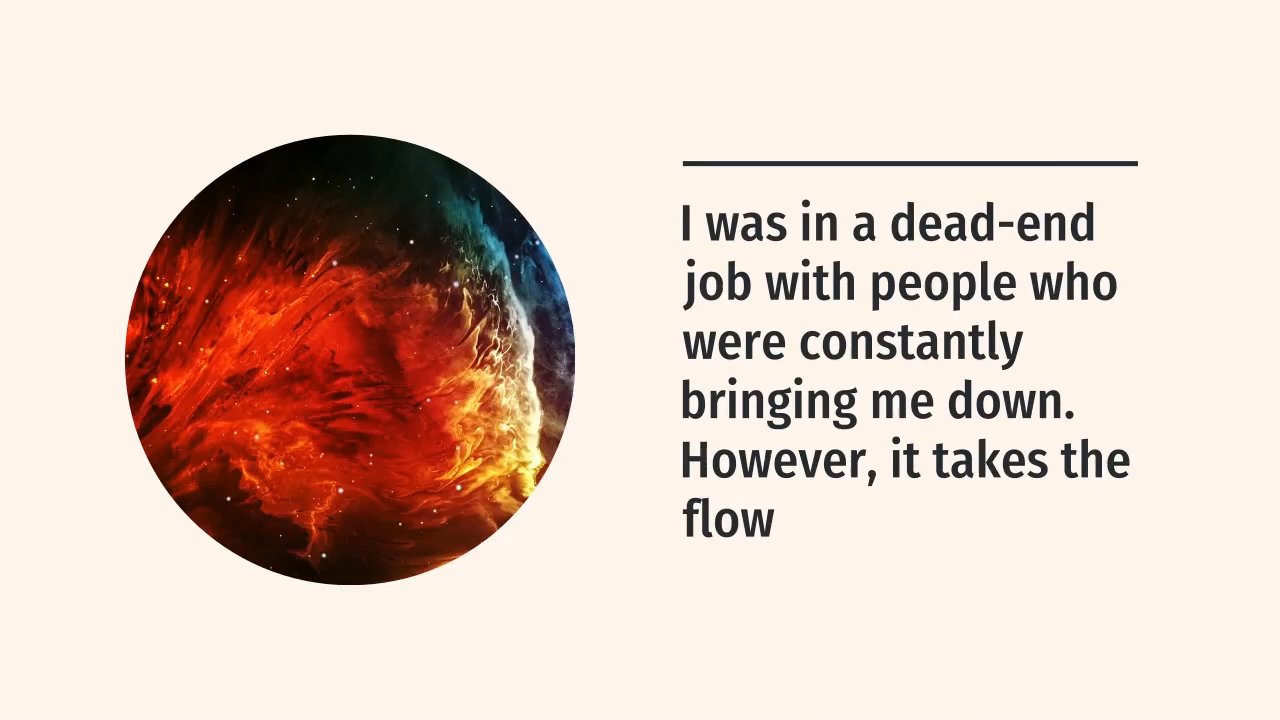 I was in a dead-end
job with people who
were constantly
bringing me down.
However, it takes the
flow